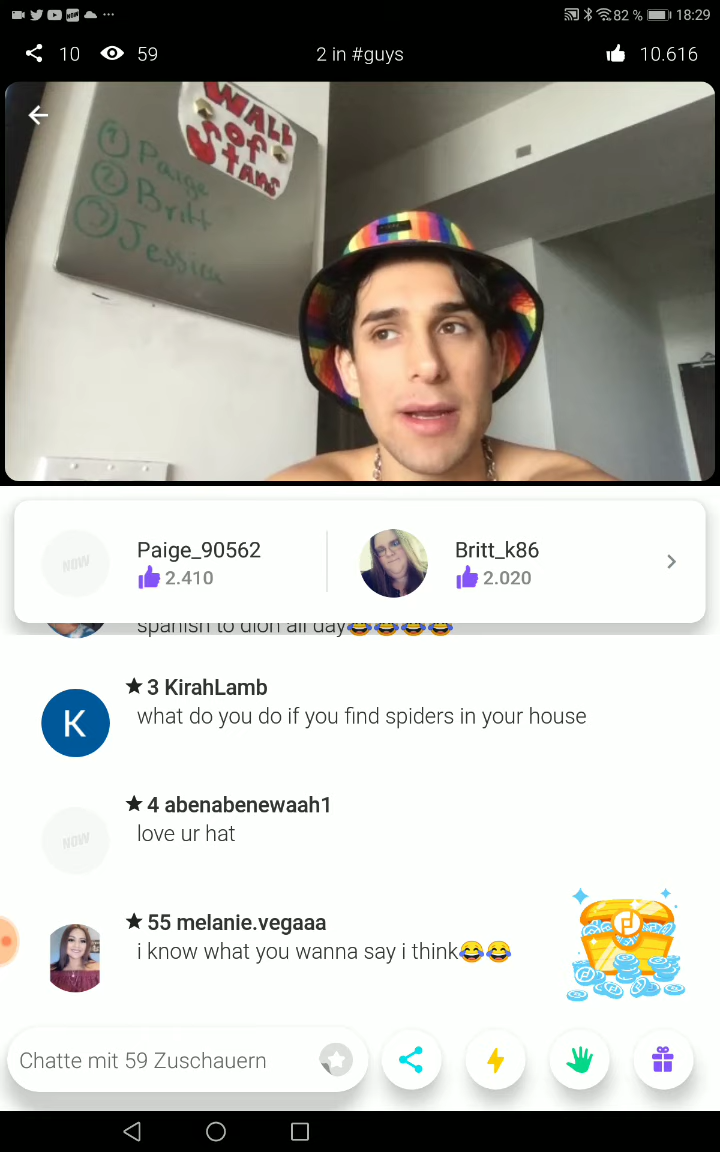 82 % 18:29
10 59 2 in #guys 10.616
WALL
of
Stars
① Paige
② Britt
③ Jessica
Paige_90562
2.410
Britt_k86
2.020
NOW
spanish to dion all day😂😂😂😂
★ 3 KirahLamb
K
what do you do if you find spiders in your house
★ 4 abenabenewaah1
NOW
love ur hat
★ 55 melanie.vegaaa
i know what you wanna say i think😂😂
Chatte mit 59 Zuschauern